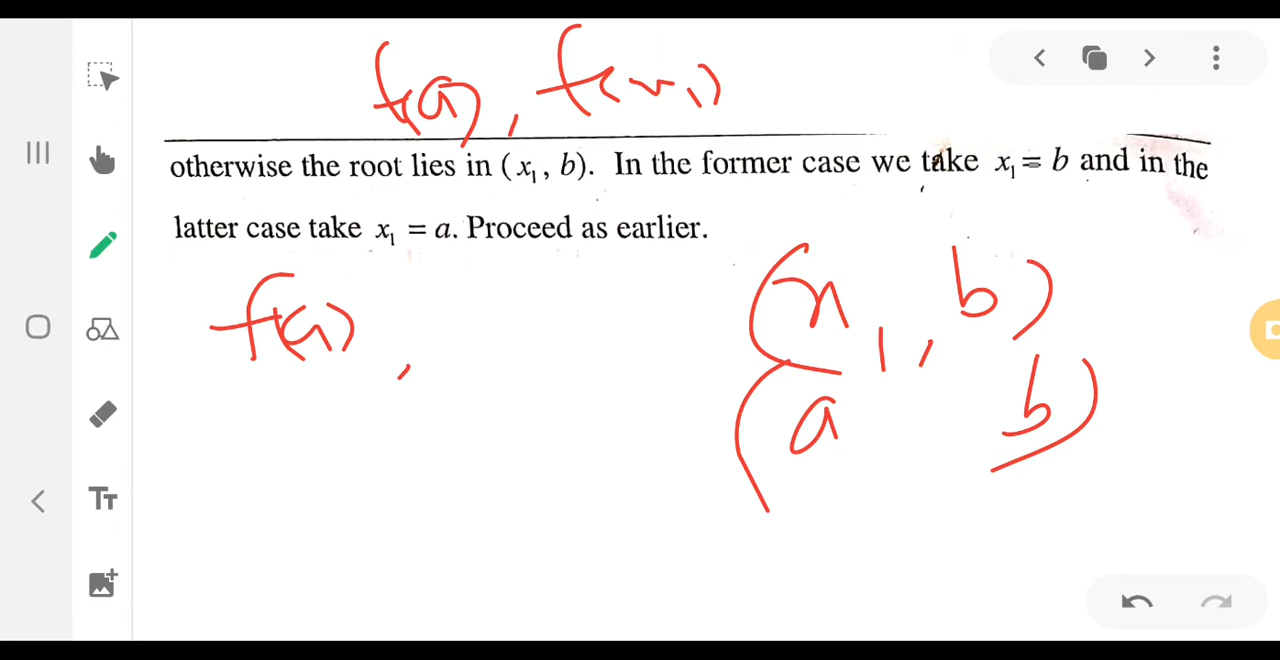 f(a), f(x₁)
otherwise the root lies in (x₁, b). In the former case we take x₁ = b and in the
latter case take x₁ = a. Proceed as earlier.
(x₁, b)
f(a),
(a b)
Tт